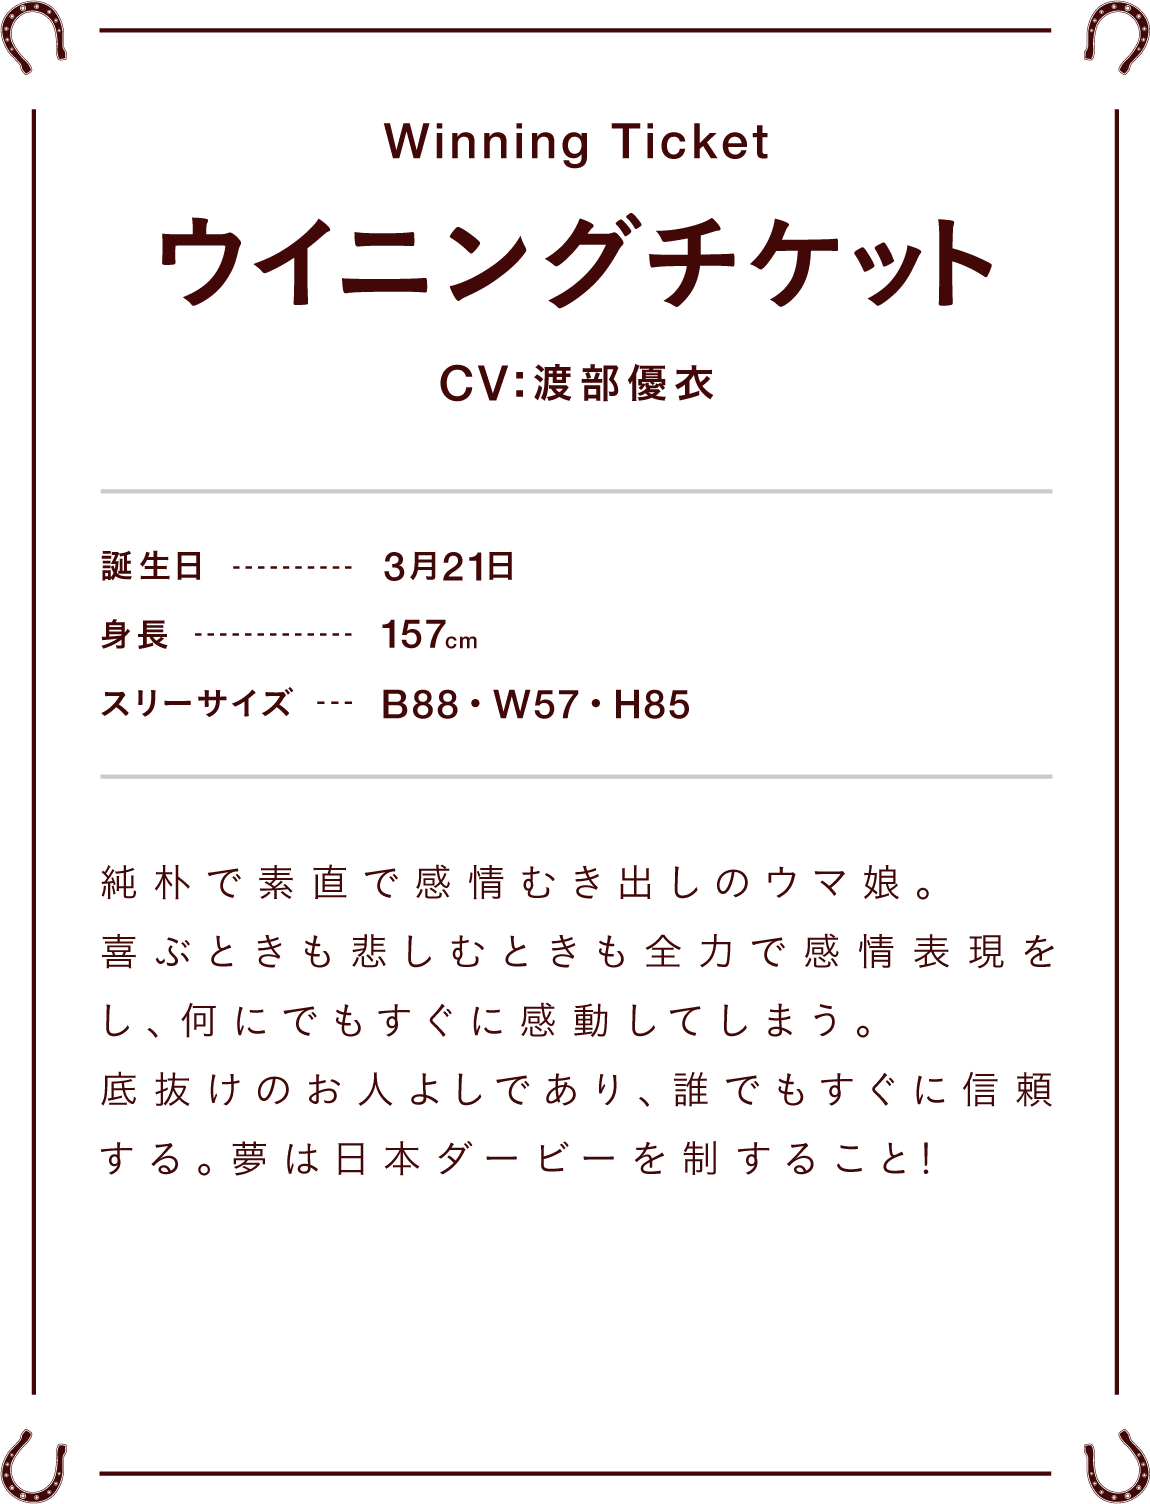 Winning Ticket
ウイニングチケット
CV:渡部優衣
誕生日 ---------- 3月21日
身長 ------------- 157cm
スリーサイズ --- B88・W57・H85
純朴で素直で感情むき出しのウマ娘。
喜ぶときも悲しむときも全力で感情表現を
し、何にでもすぐに感動してしまう。
底抜けのお人よしであり、誰でもすぐに信頼
する。夢は日本ダービーを制すること!